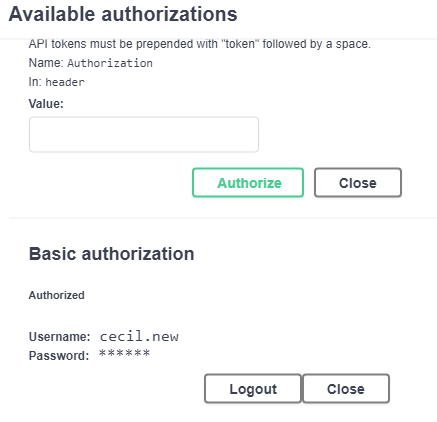 Available authorizations
API tokens must be prepended with "token" followed by a space.
Name: Authorization
In: header
Value:
Authorize Close
Basic authorization
Authorized
Username: cecil.new
Password: ******
Logout Close